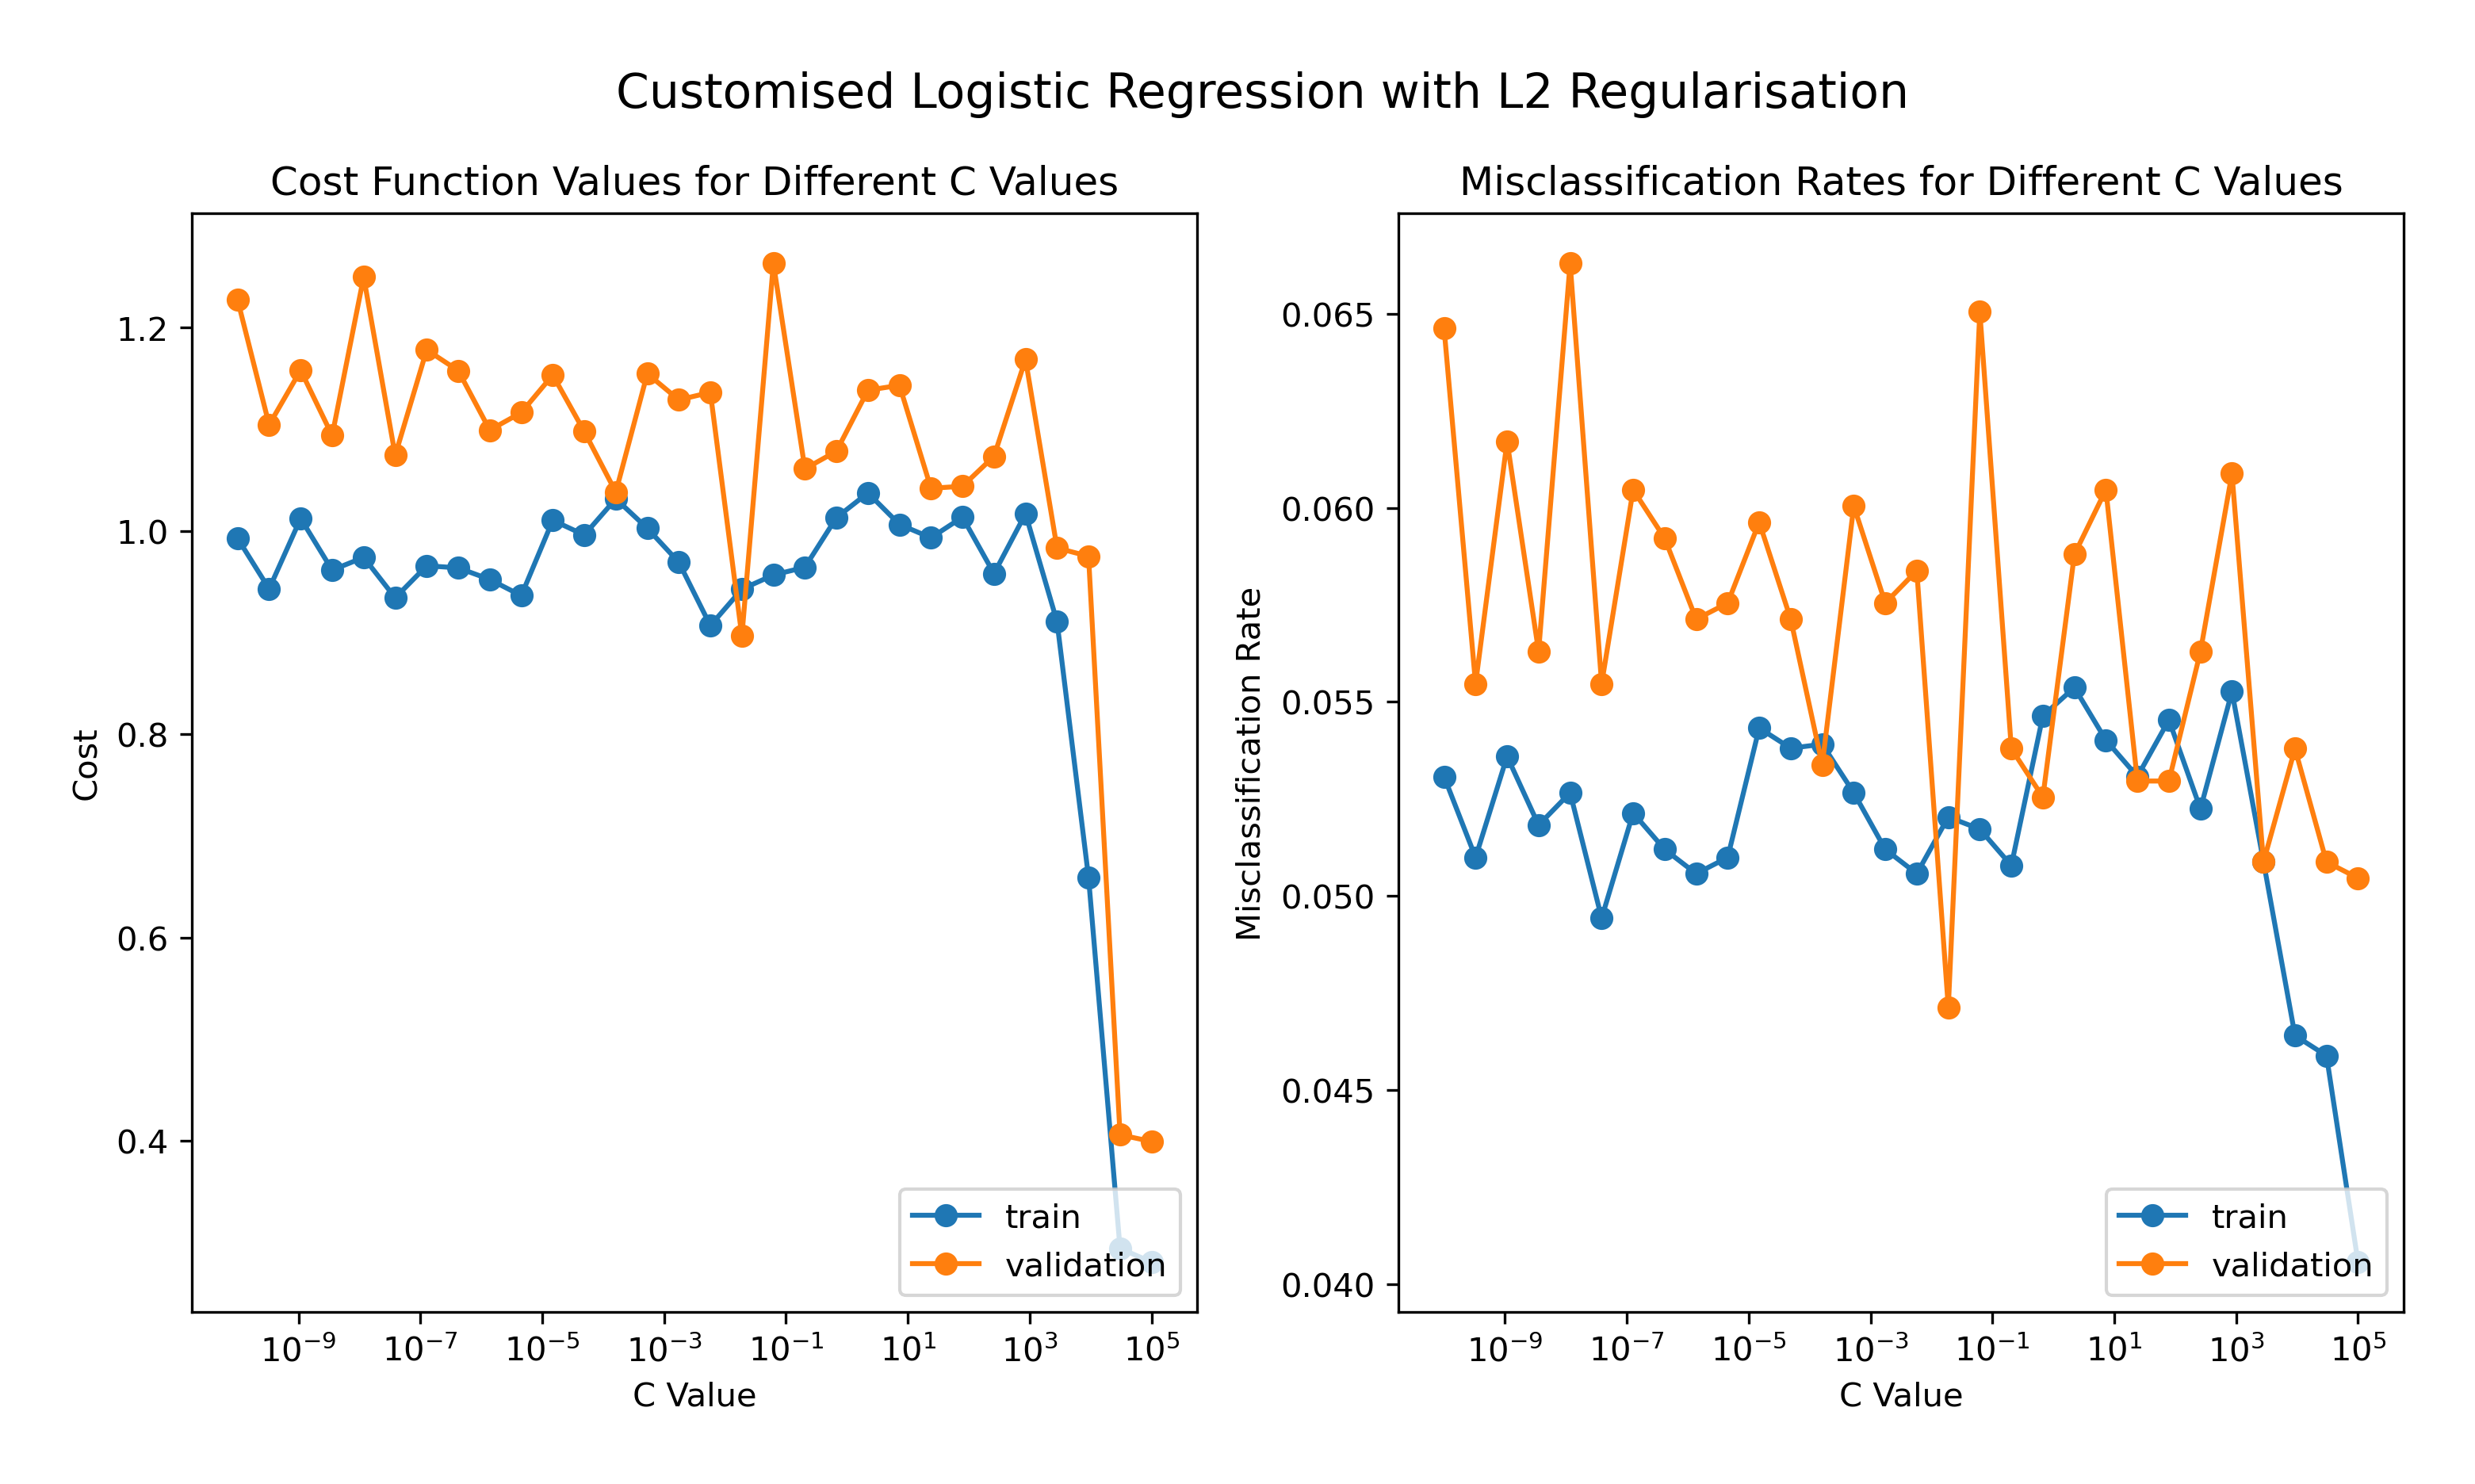 Customised Logistic Regression with L2 Regularisation
Cost Function Values for Different C Values
Cost
1.2
1.0
0.8
0.6
0.4
10⁻⁹ 10⁻⁷ 10⁻⁵ 10⁻³ 10⁻¹ 10¹ 10³ 10⁵
C Value
train
validation
Misclassification Rates for Different C Values
Misclassification Rate
0.065
0.060
0.055
0.050
0.045
0.040
10⁻⁹ 10⁻⁷ 10⁻⁵ 10⁻³ 10⁻¹ 10¹ 10³ 10⁵
C Value
train
validation